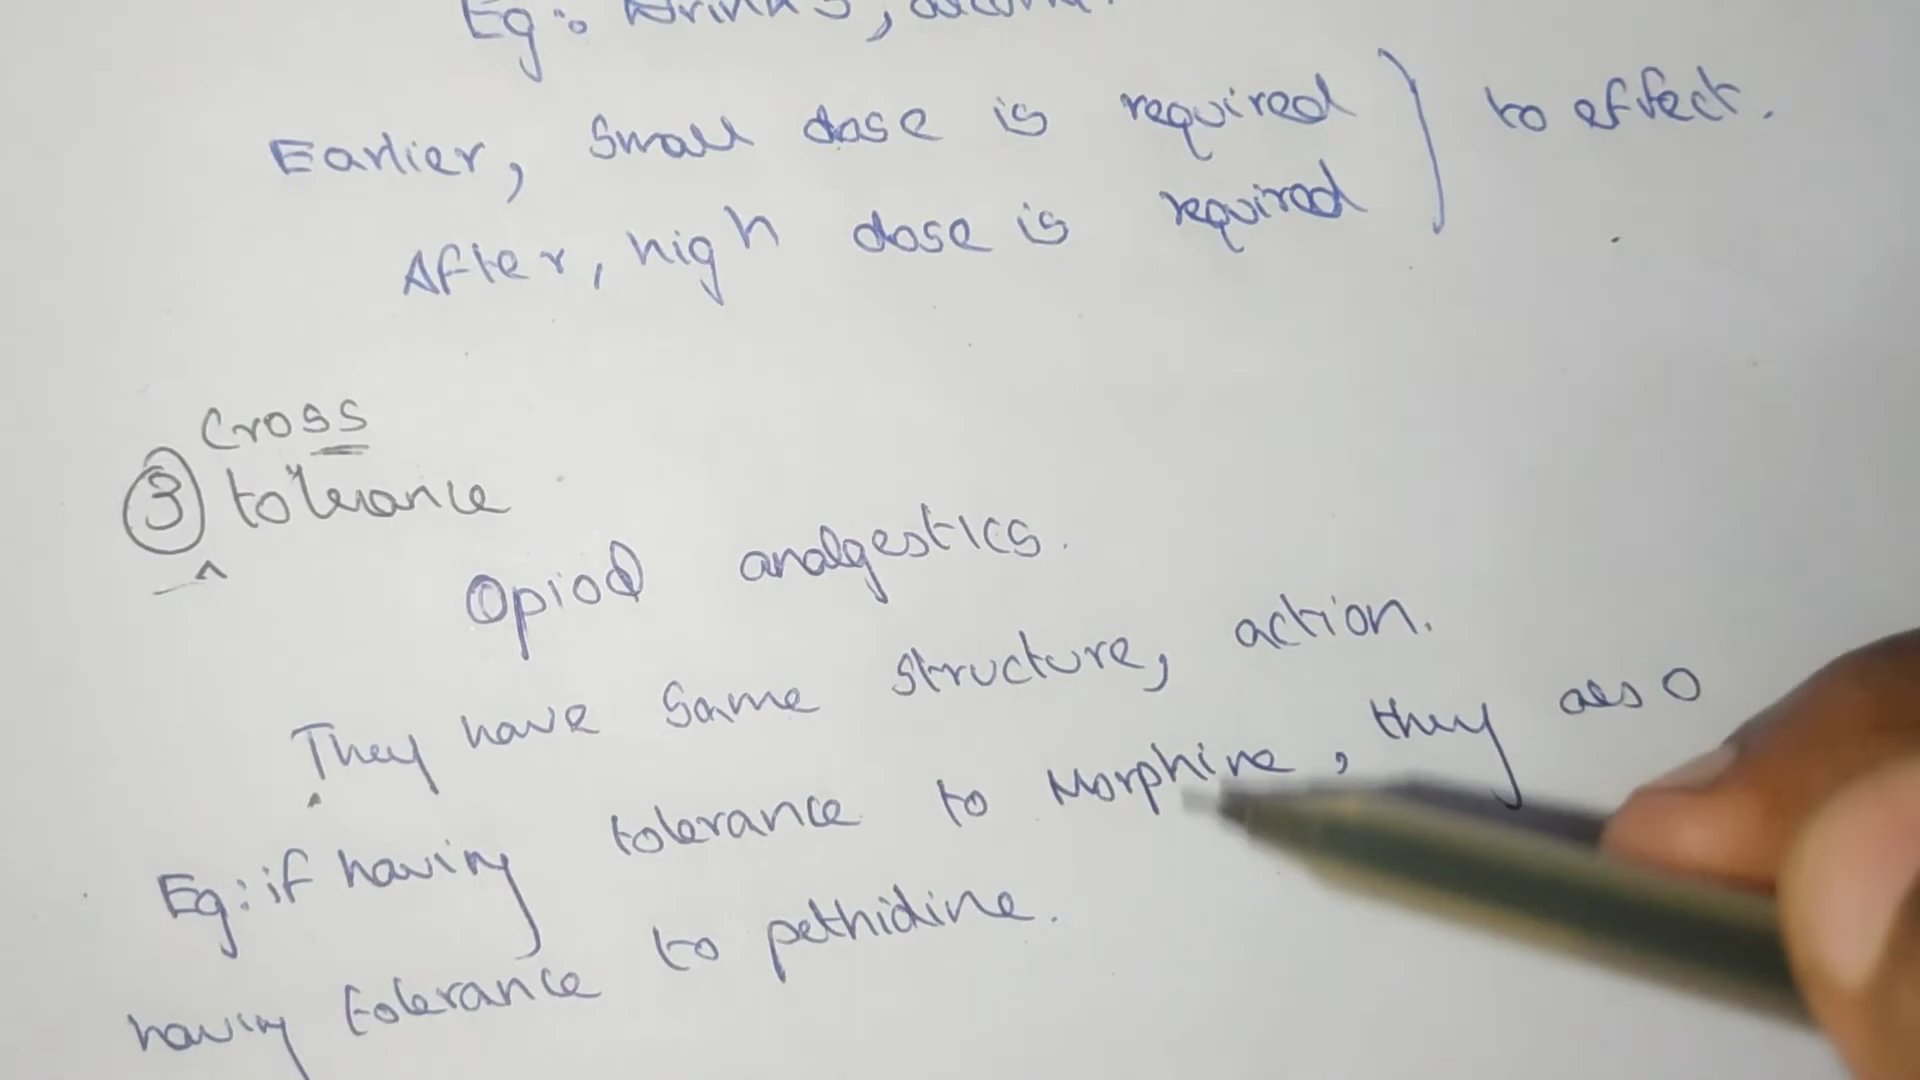 Eg:
Earlier, Small dose is required
After, high dose is required
to effect.
Cross
3 tolerance
Opiod analgestics.
They have same structure, action.
Eg: if having tolerance to Morphine, they also
having tolerance to pethidine.